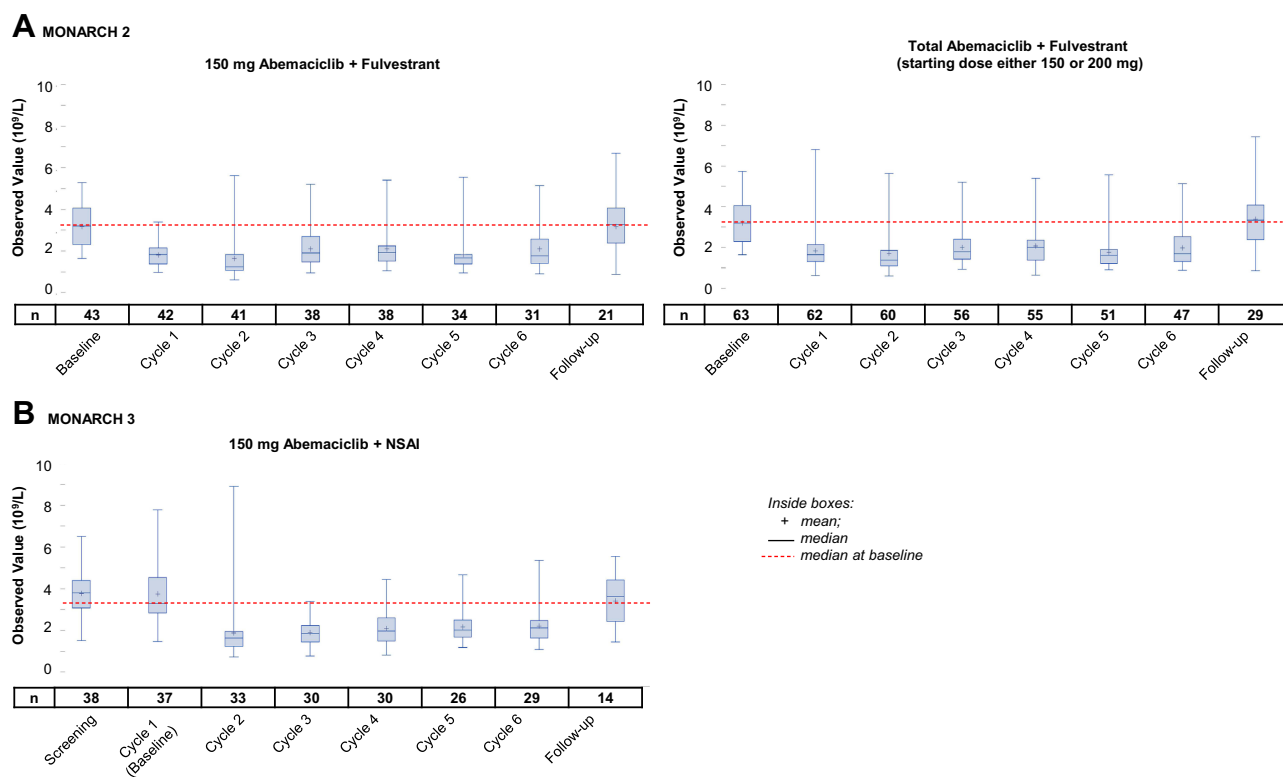 A MONARCH 2
150 mg Abemaciclib + Fulvestrant
Observed Value (10⁹/L)
10
8
6
4
2
0
n 43 42 41 38 38 34 31 21
Baseline Cycle 1 Cycle 2 Cycle 3 Cycle 4 Cycle 5 Cycle 6 Follow-up
Total Abemaciclib + Fulvestrant
(starting dose either 150 or 200 mg)
Observed Value (10⁹/L)
10
8
6
4
2
0
n 63 62 60 56 55 51 47 29
Baseline Cycle 1 Cycle 2 Cycle 3 Cycle 4 Cycle 5 Cycle 6 Follow-up
B MONARCH 3
150 mg Abemaciclib + NSAI
Observed Value (10⁹/L)
10
8
6
4
2
0
n 38 37 33 30 30 26 29 14
Screening Cycle 1 (Baseline) Cycle 2 Cycle 3 Cycle 4 Cycle 5 Cycle 6 Follow-up
Inside boxes:
+ mean;
median
median at baseline